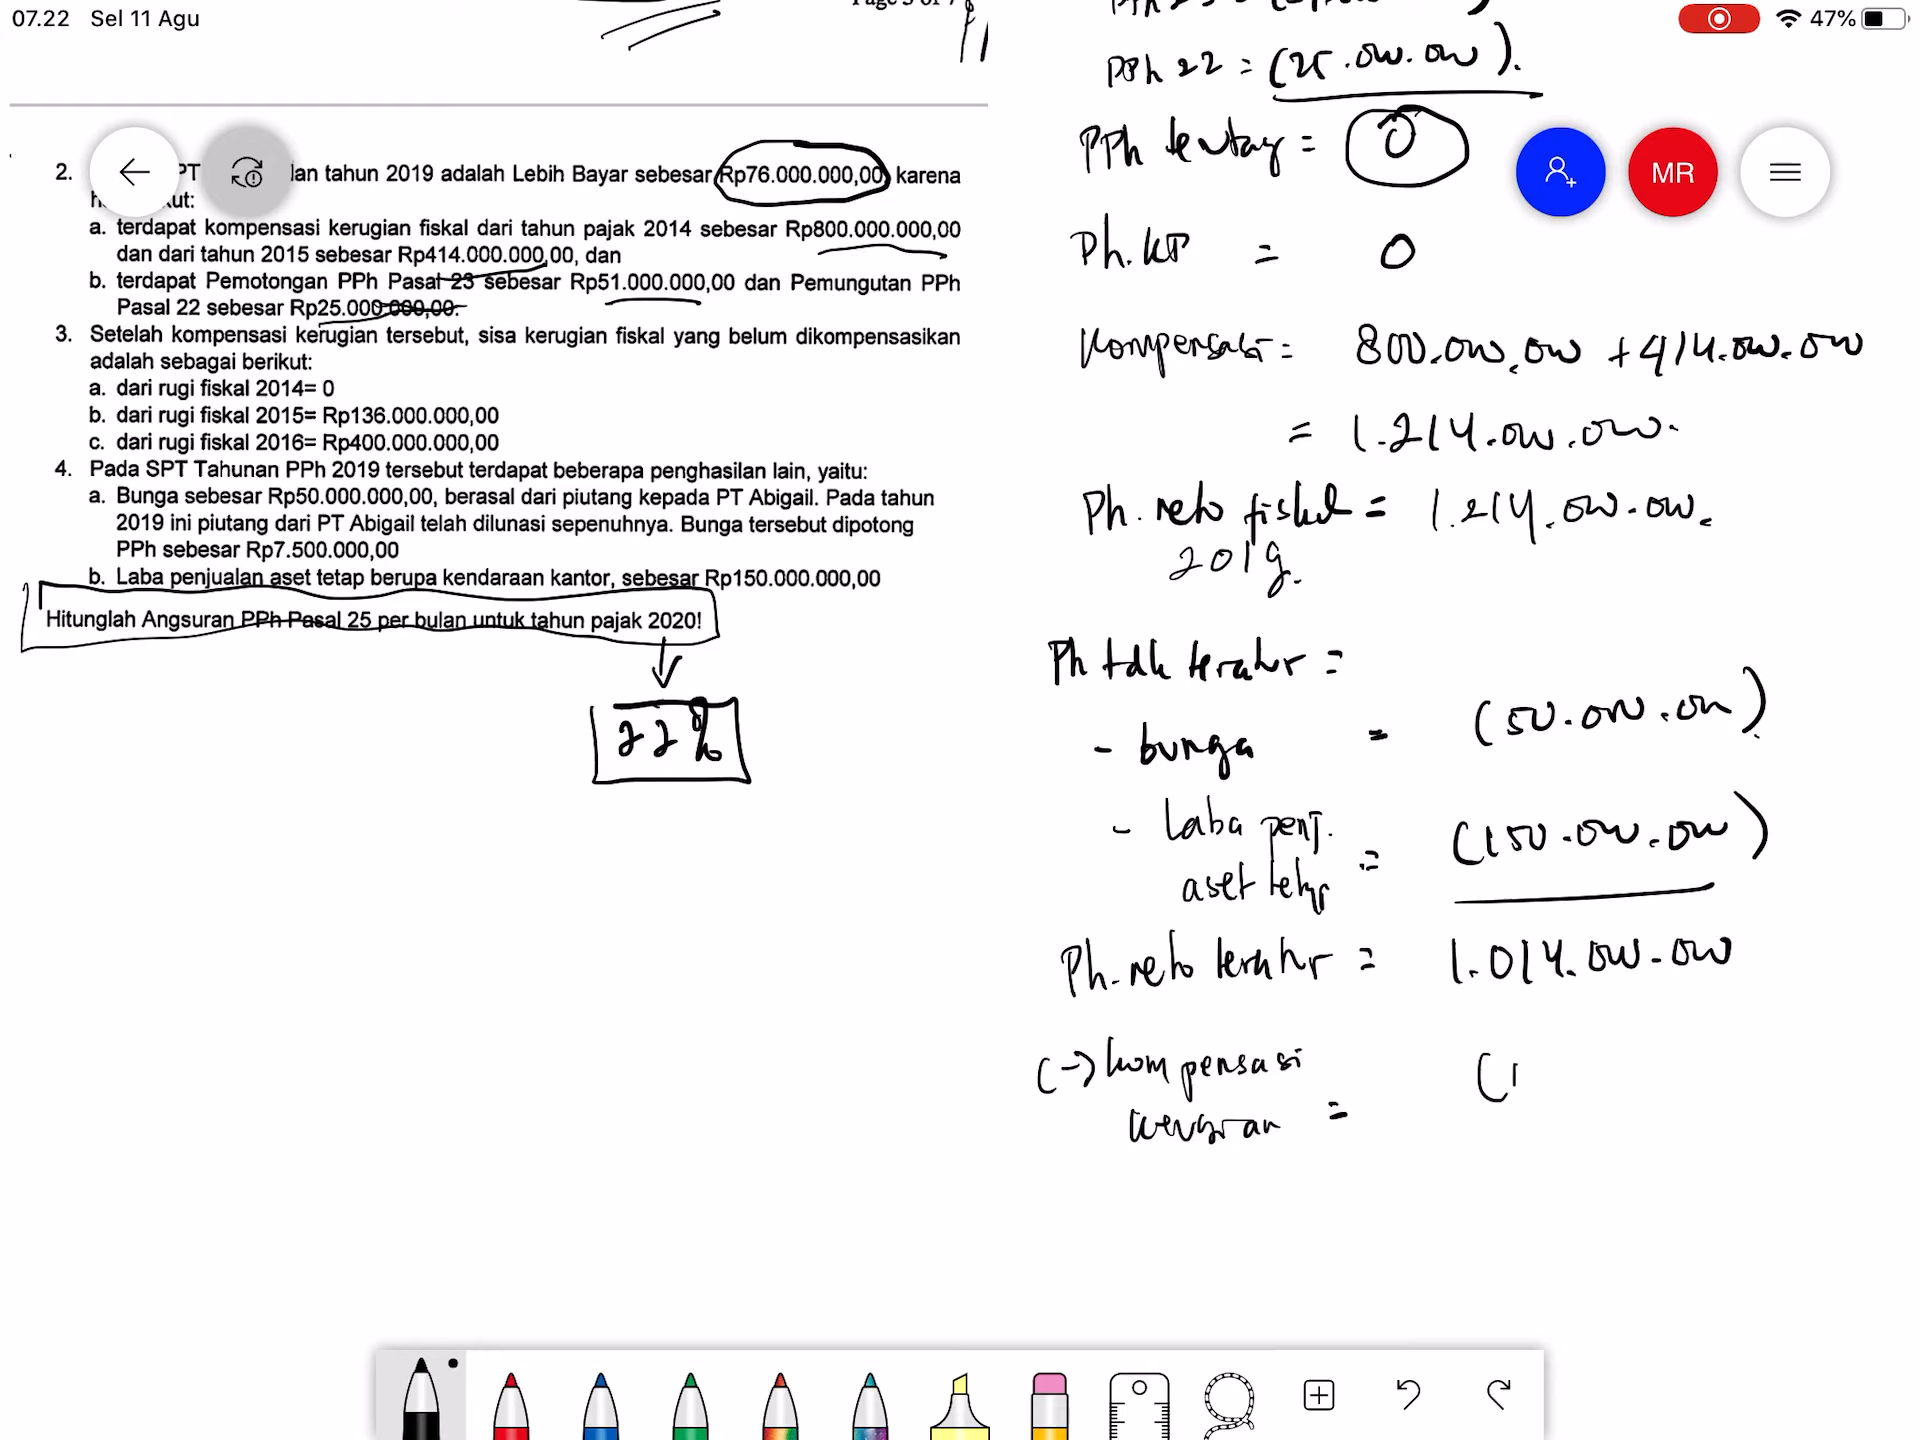 07.22 Sel 11 Agu
47%
2. PT lan tahun 2019 adalah Lebih Bayar sebesar Rp76.000.000,00 karena
ut:
a. terdapat kompensasi kerugian fiskal dari tahun pajak 2014 sebesar Rp800.000.000,00
dan dari tahun 2015 sebesar Rp414.000.000,00, dan
b. terdapat Pemotongan PPh Pasal 23 sebesar Rp51.000.000,00 dan Pemungutan PPh
Pasal 22 sebesar Rp25.000.000,00.
3. Setelah kompensasi kerugian tersebut, sisa kerugian fiskal yang belum dikompensasikan
adalah sebagai berikut:
a. dari rugi fiskal 2014= 0
b. dari rugi fiskal 2015= Rp136.000.000,00
c. dari rugi fiskal 2016= Rp400.000.000,00
4. Pada SPT Tahunan PPh 2019 tersebut terdapat beberapa penghasilan lain, yaitu:
a. Bunga sebesar Rp50.000.000,00, berasal dari piutang kepada PT Abigail. Pada tahun
2019 ini piutang dari PT Abigail telah dilunasi sepenuhnya. Bunga tersebut dipotong
PPh sebesar Rp7.500.000,00
b. Laba penjualan aset tetap berupa kendaraan kantor, sebesar Rp150.000.000,00
Hitunglah Angsuran PPh Pasal 25 per bulan untuk tahun pajak 2020!
22%
PPh 22 = (25.000.000).
PPh terutang = 0
MR
Ph. KP = 0
Kompensasi = 800.000.000 + 414.000.000
= 1.214.000.000.
Ph. neto fiskal = 1.214.000.000.
2019.
Ph tdk teratur =
- bunga = (50.000.000)
- Laba penj.
aset tetap = (150.000.000)
Ph. neto teratur = 1.014.000.000
(-) kompensasi
kerugian = (1